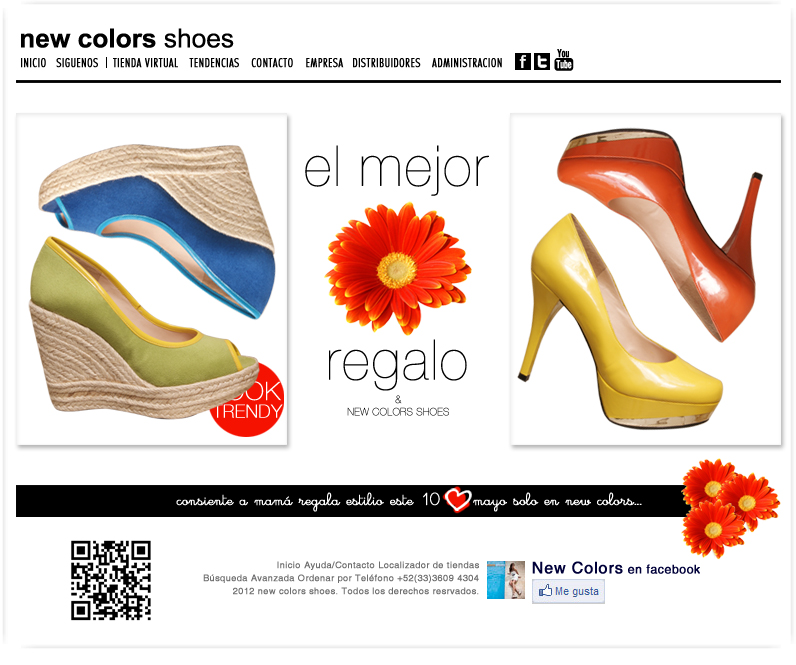 new colors shoes
INICIO SIGUENOS | TIENDA VIRTUAL TENDENCIAS CONTACTO EMPRESA DISTRIBUIDORES ADMINISTRACION f t You Tube
el mejor
regalo
&
NEW COLORS SHOES
OOK
TRENDY
consiente a mamá regala estilio este 10 mayo solo en new colors...
Inicio Ayuda/Contacto Localizador de tiendas
Búsqueda Avanzada Ordenar por Teléfono +52(33)3609 4304
2012 new colors shoes. Todos los derechos resrvados.
New Colors en facebook
Me gusta